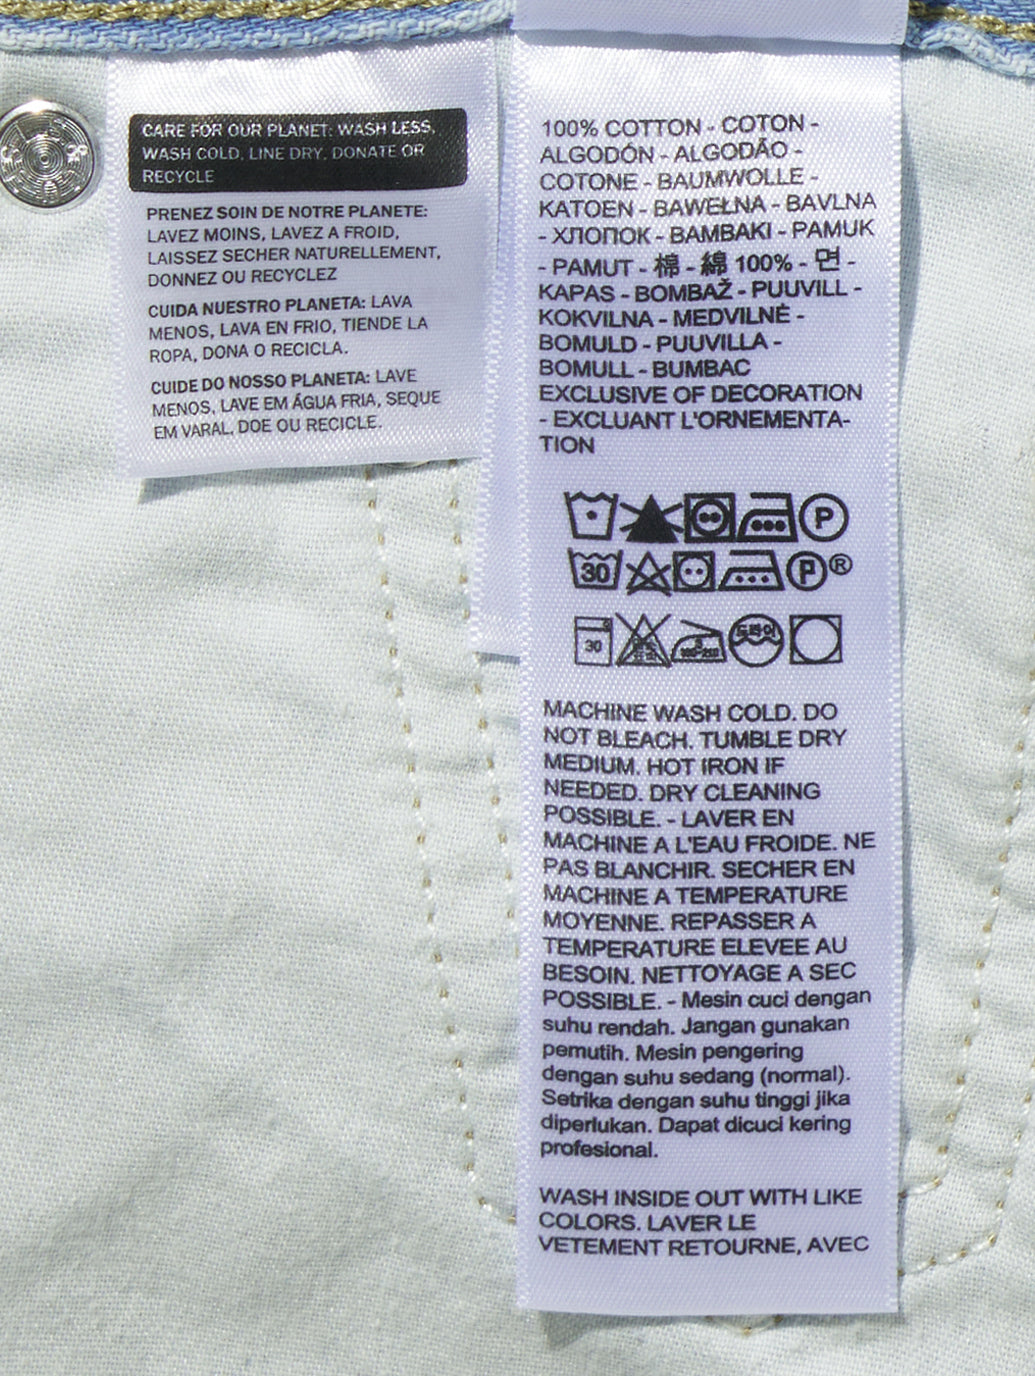 CARE FOR OUR PLANET: WASH LESS,
WASH COLD, LINE DRY, DONATE OR
RECYCLE
PRENEZ SOIN DE NOTRE PLANETE:
LAVEZ MOINS, LAVEZ A FROID,
LAISSEZ SECHER NATURELLEMENT,
DONNEZ OU RECYCLEZ
CUIDA NUESTRO PLANETA: LAVA
MENOS, LAVA EN FRIO, TIENDE LA
ROPA, DONA O RECICLA.
CUIDE DO NOSSO PLANETA: LAVE
MENOS, LAVE EM ÁGUA FRIA, SEQUE
EM VARAL, DOE OU RECICLE.
100% COTTON - COTON -
ALGODÓN - ALGODÃO -
COTONE - BAUMWOLLE -
KATOEN - BAWEŁNA - BAVLNA
- ХЛОПОК - BAMBAKI - PAMUK
- PAMUT - 棉 - 綿 100% - 면 -
KAPAS - BOMBAŽ - PUUVILL -
KOKVILNA - MEDVILNĖ -
BOMULD - PUUVILLA -
BOMULL - BUMBAC
EXCLUSIVE OF DECORATION
- EXCLUANT L'ORNEMENTA-
TION
P
30 P ®
30 드라이
MACHINE WASH COLD. DO
NOT BLEACH. TUMBLE DRY
MEDIUM. HOT IRON IF
NEEDED. DRY CLEANING
POSSIBLE. - LAVER EN
MACHINE A L'EAU FROIDE. NE
PAS BLANCHIR. SECHER EN
MACHINE A TEMPERATURE
MOYENNE. REPASSER A
TEMPERATURE ELEVEE AU
BESOIN. NETTOYAGE A SEC
POSSIBLE. - Mesin cuci dengan
suhu rendah. Jangan gunakan
pemutih. Mesin pengering
dengan suhu sedang (normal).
Setrika dengan suhu tinggi jika
diperlukan. Dapat dicuci kering
profesional.
WASH INSIDE OUT WITH LIKE
COLORS. LAVER LE
VETEMENT RETOURNE, AVEC